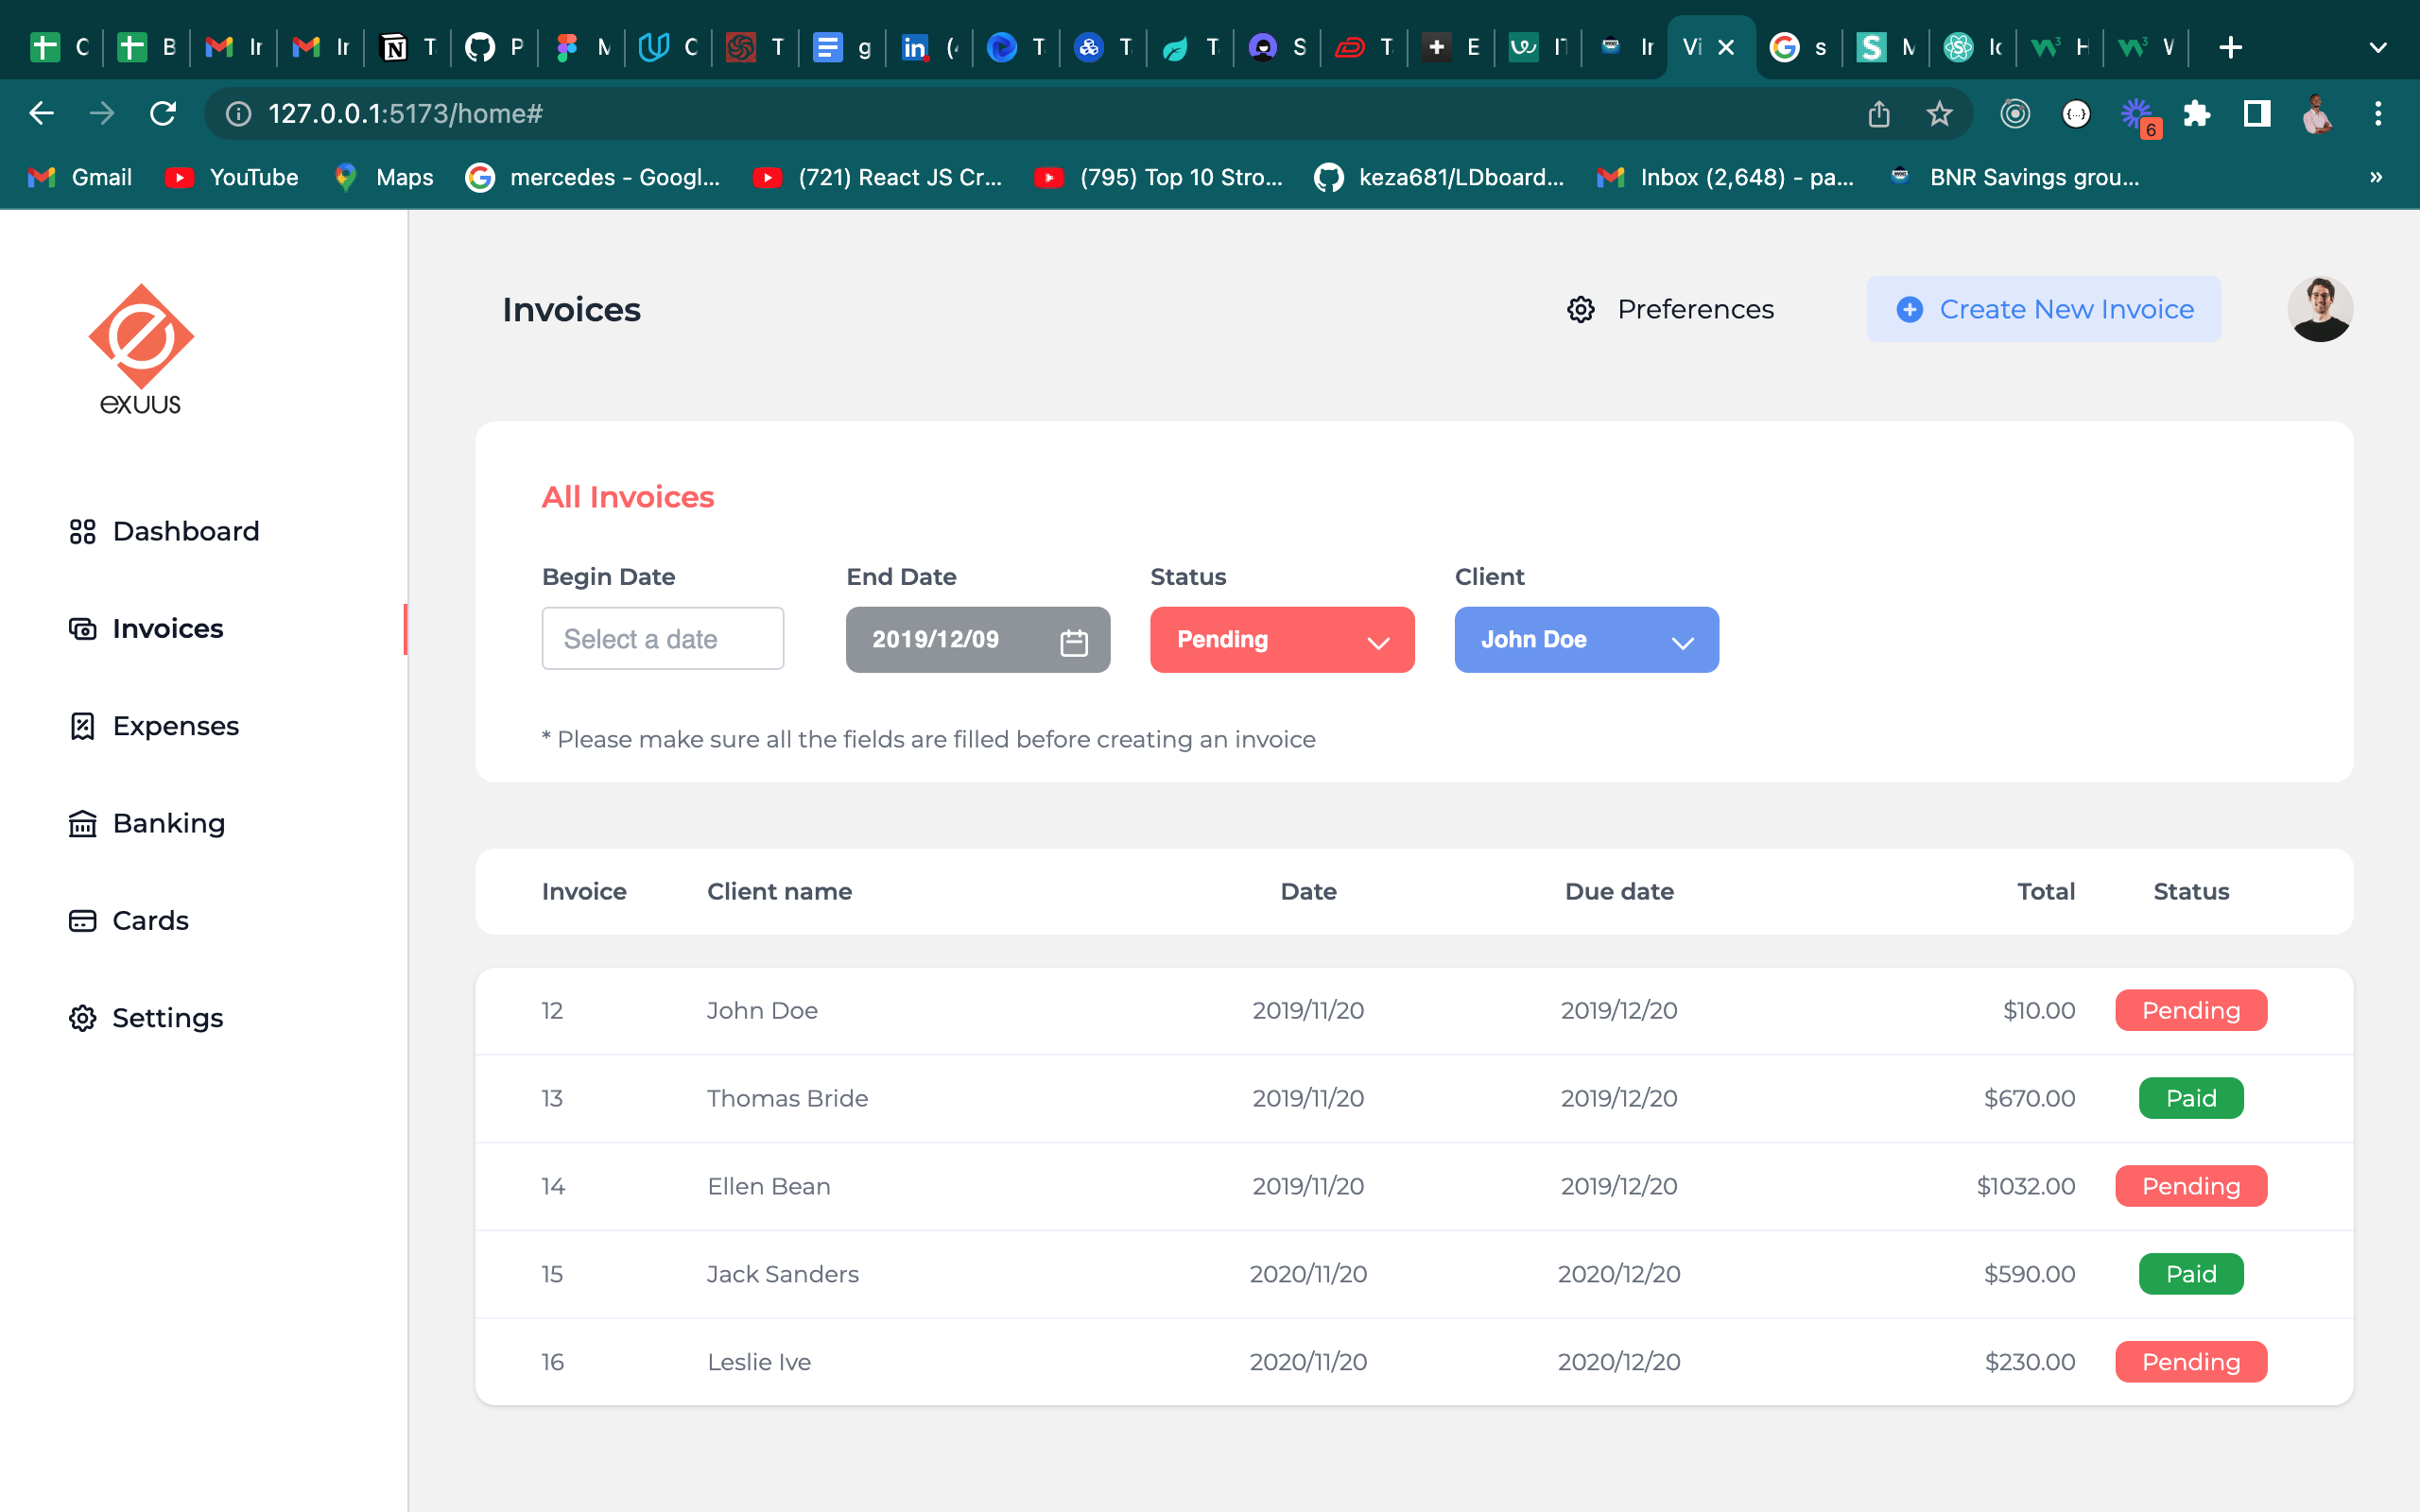 C B Ir Ir T P M C T g (4 T T T S T E IT Ir Vi s M Ic H W
127.0.0.1:5173/home#
6
Gmail YouTube Maps mercedes - Googl... (721) React JS Cr... (795) Top 10 Stro... keza681/LDboard... Inbox (2,648) - pa... BNR Savings grou... »
exuus
Invoices Preferences Create New Invoice
Dashboard
Invoices
Expenses
Banking
Cards
Settings
All Invoices
Begin Date End Date Status Client
Select a date 2019/12/09 Pending John Doe
* Please make sure all the fields are filled before creating an invoice
Invoice Client name Date Due date Total Status
12 John Doe 2019/11/20 2019/12/20 $10.00 Pending
13 Thomas Bride 2019/11/20 2019/12/20 $670.00 Paid
14 Ellen Bean 2019/11/20 2019/12/20 $1032.00 Pending
15 Jack Sanders 2020/11/20 2020/12/20 $590.00 Paid
16 Leslie Ive 2020/11/20 2020/12/20 $230.00 Pending